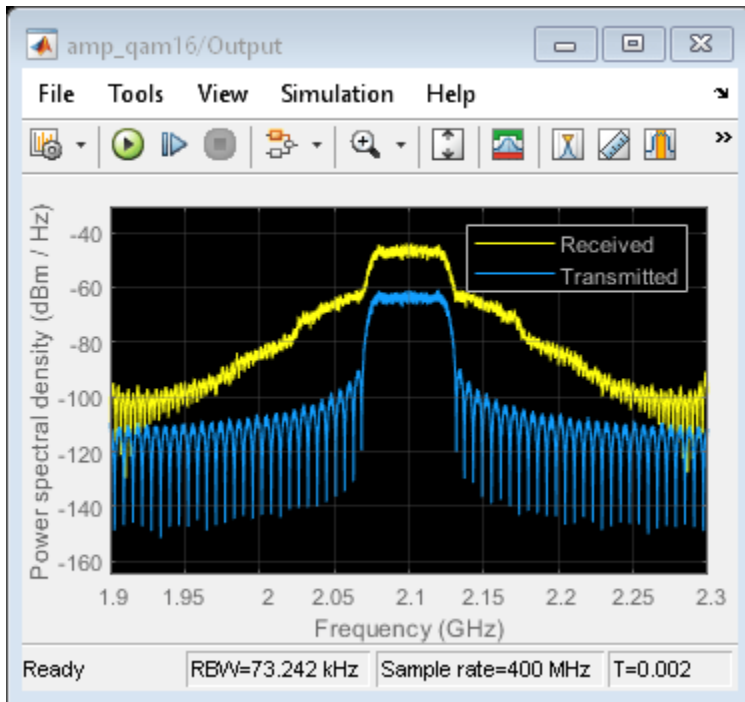 amp_qam16/Output
File Tools View Simulation Help
»
Power spectral density (dBm / Hz)
-40
-60
-80
-100
-120
-140
-160
Received
Transmitted
1.9 1.95 2 2.05 2.1 2.15 2.2 2.25 2.3
Frequency (GHz)
Ready RBW=73.242 kHz Sample rate=400 MHz T=0.002